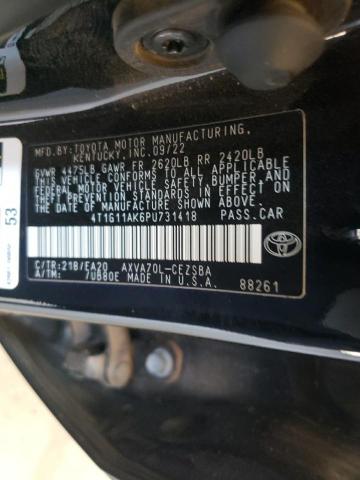 MFD.BY:TOYOTA MOTOR MANUFACTURING,
KENTUCKY,INC.09/22
GVWR 4475LB GAWR FR 2620LB RR 2420LB
THIS VEHICLE CONFORMS TO ALL APPLICABLE
FEDERAL MOTOR VEHICLE SAFETY, BUMPER, AND
THEFT PREVENTION STANDARDS IN EFFECT ON
THE DATE OF MANUFACTURE SHOWN ABOVE.
4T1G11AK6PU731418 PASS.CAR
C/TR:218/EA20 AXVA70L-CEZSBA
A/TM: /UB80E MADE IN U.S.A.
88261
53